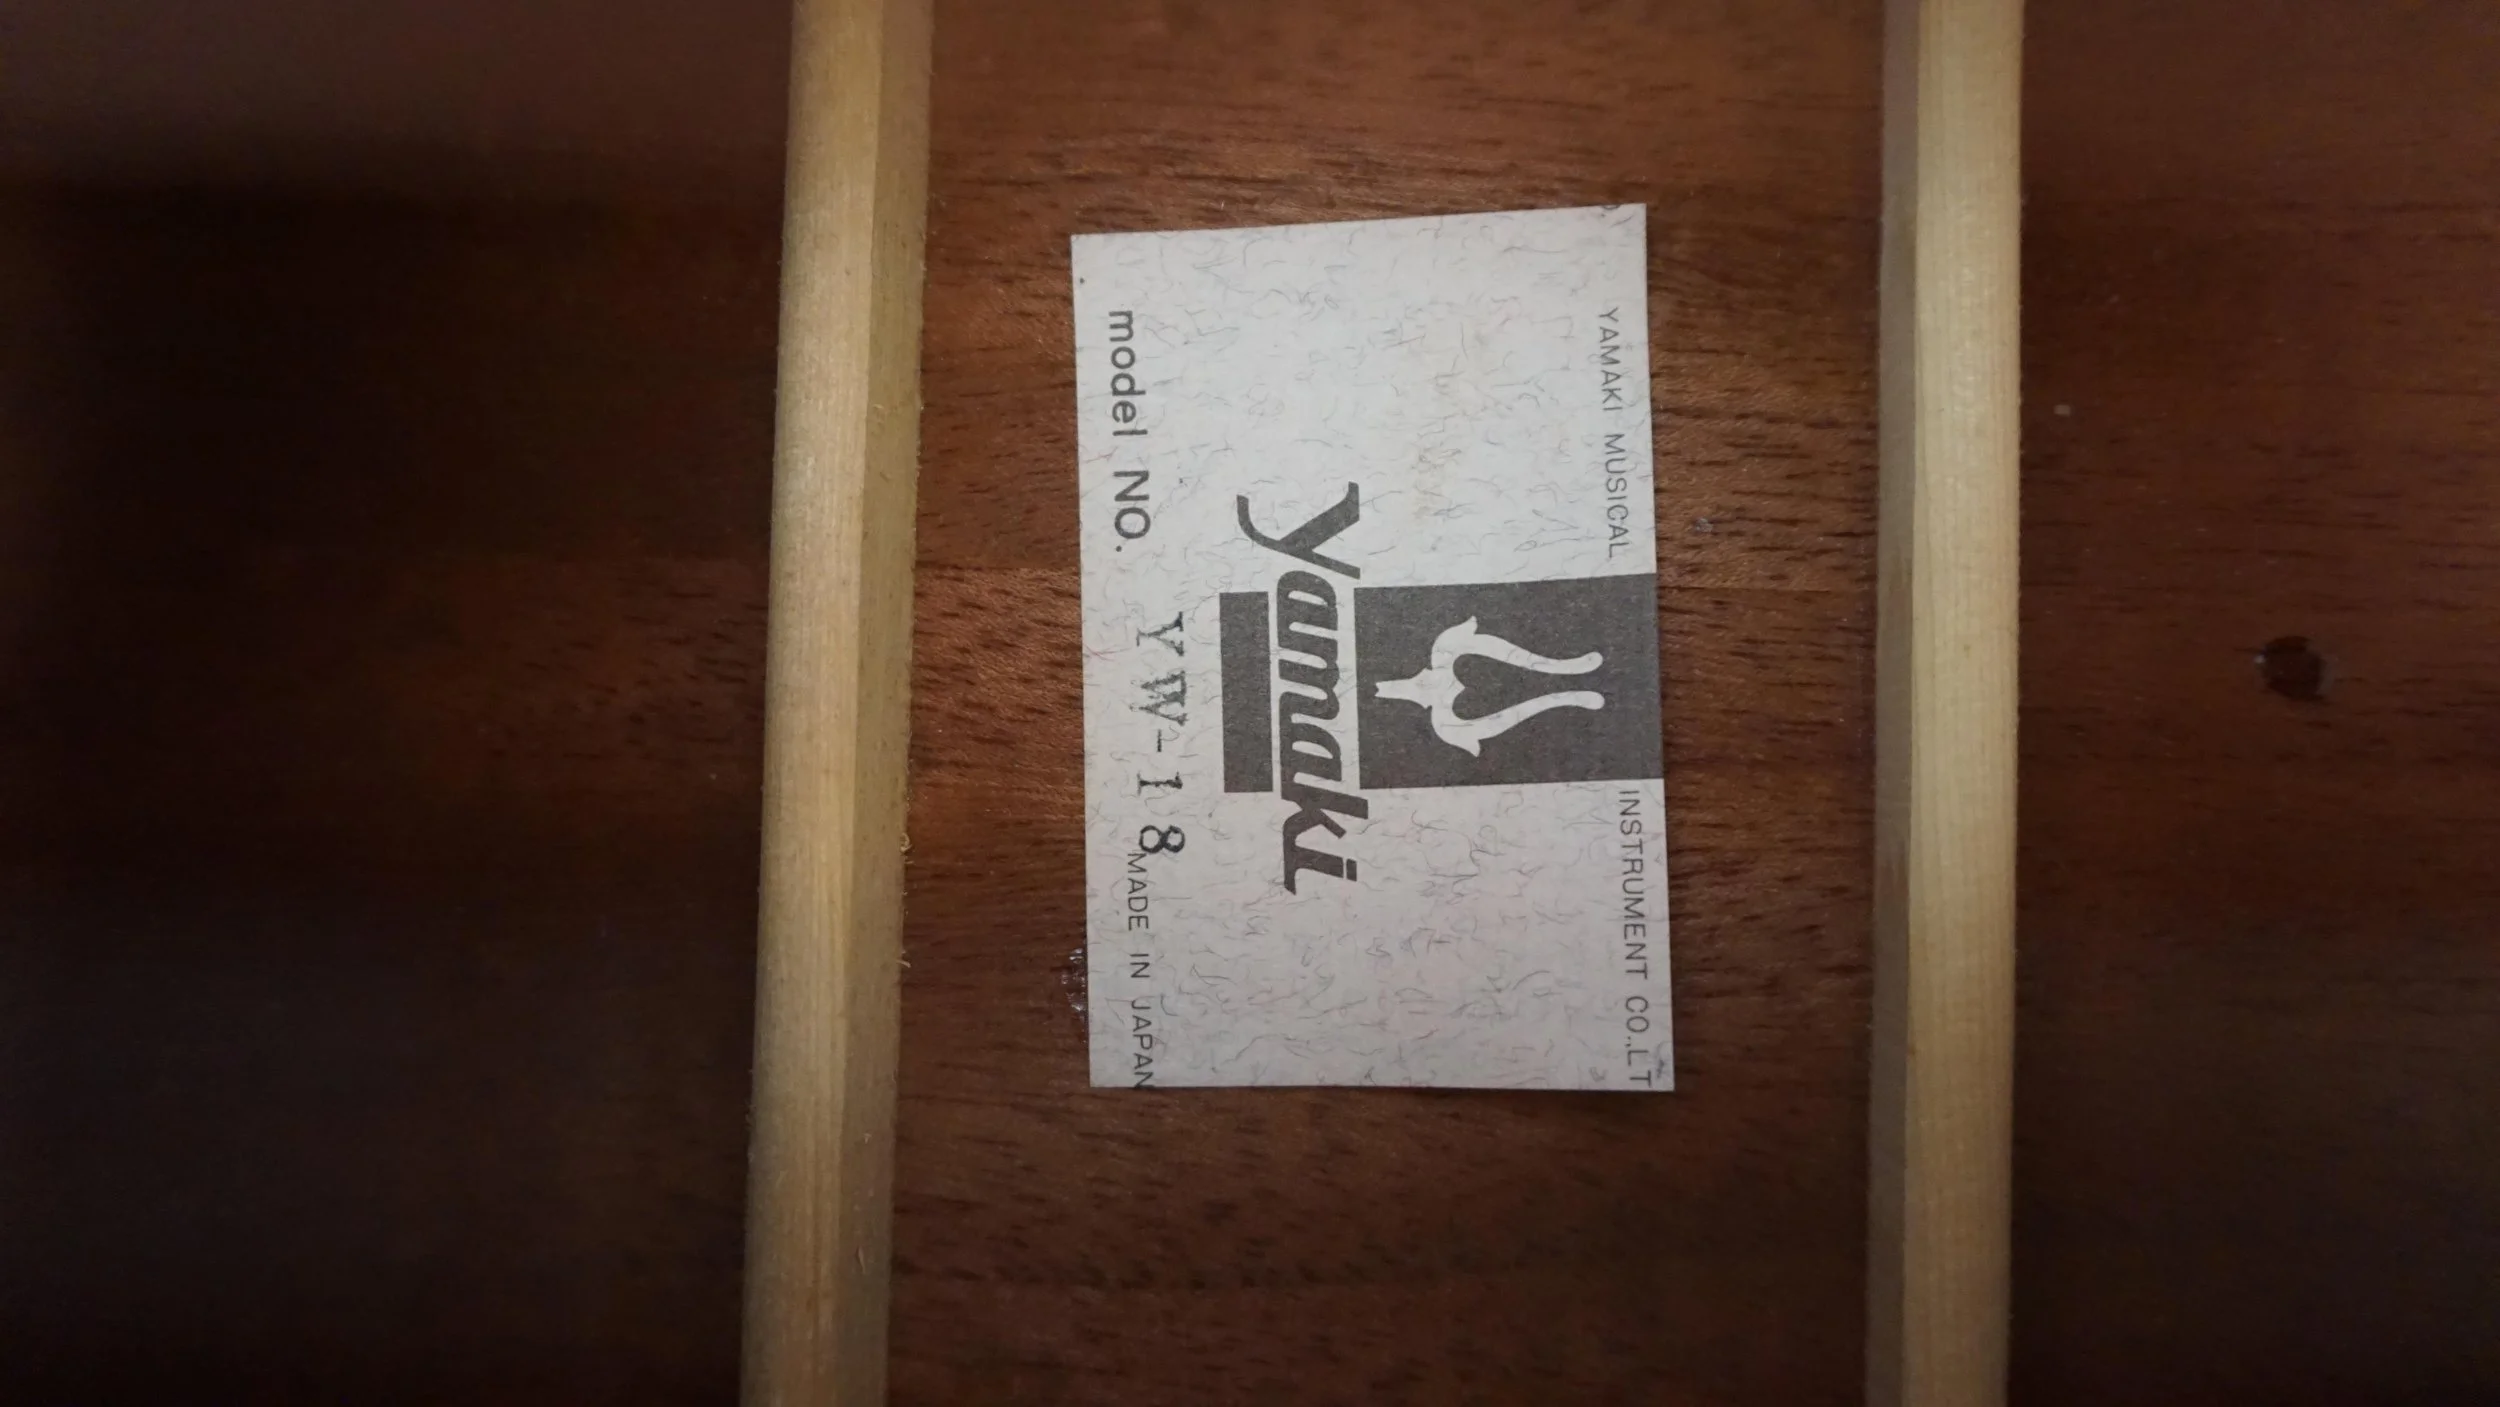 YAMAKI MUSICAL INSTRUMENT CO.,LT
Yamaki
model NO. YW-18 MADE IN JAPAN